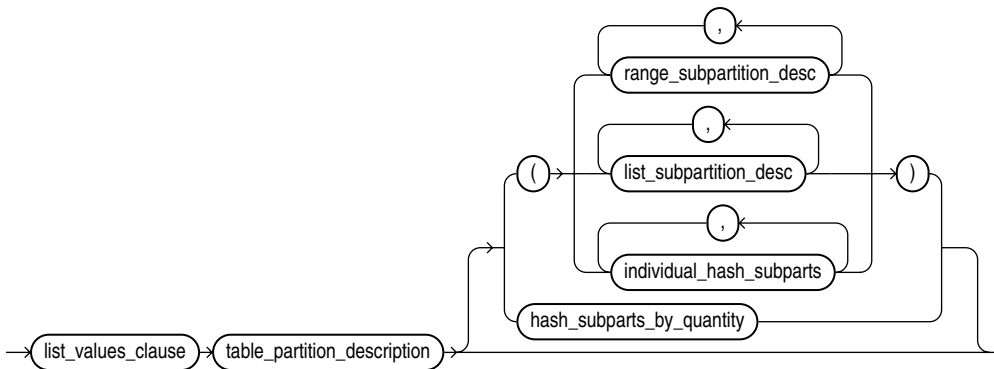 ,
range_subpartition_desc
,
( list_subpartition_desc )
,
individual_hash_subparts
hash_subparts_by_quantity
list_values_clause table_partition_description